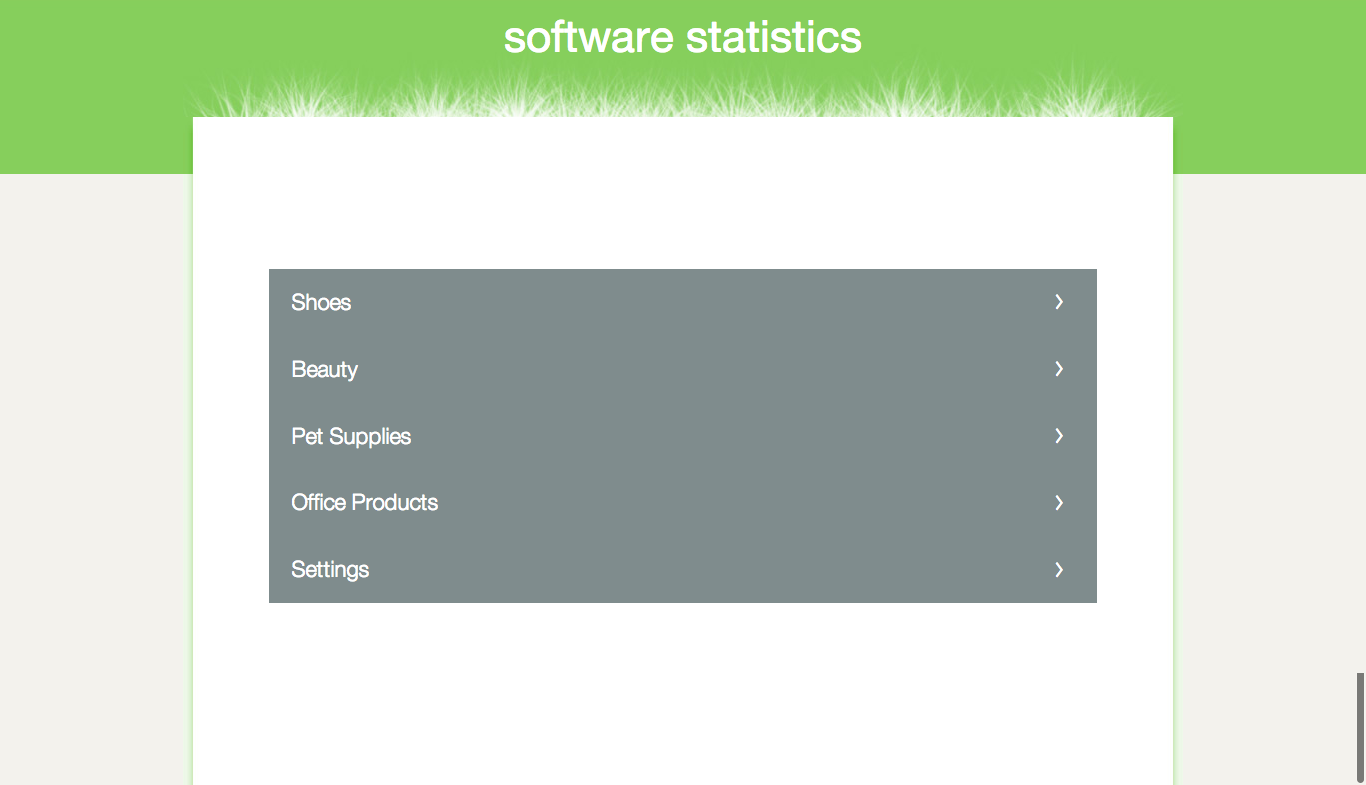 software statistics
Shoes
Beauty
Pet Supplies
Office Products
Settings